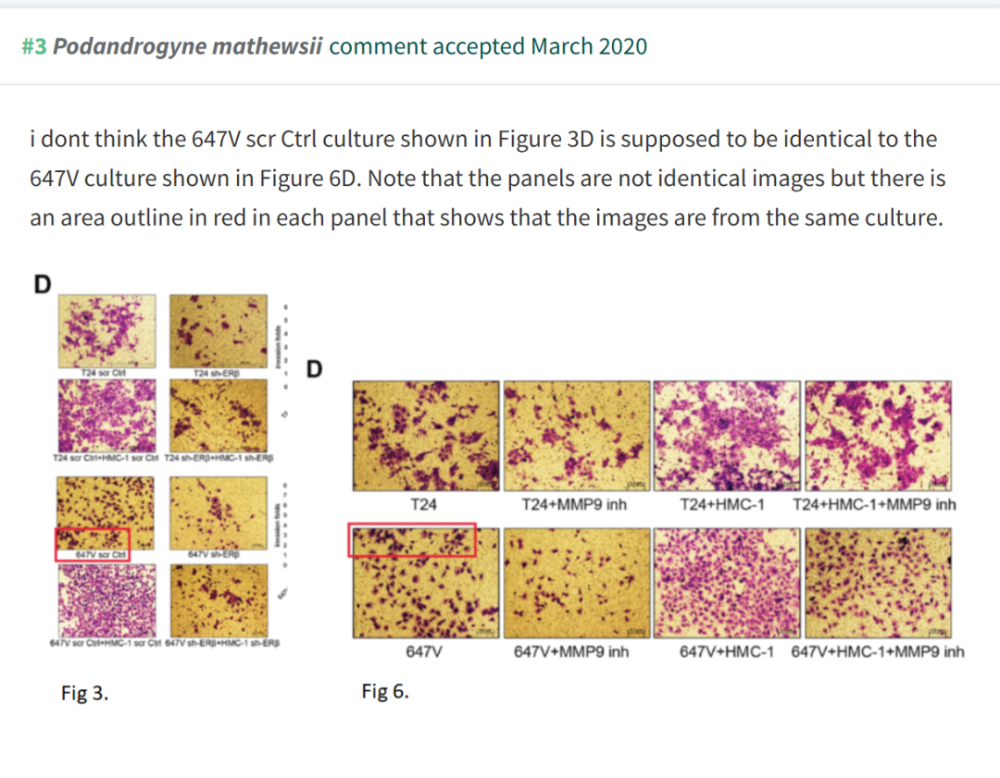 #3 Podandrogyne mathewsii comment accepted March 2020
i dont think the 647V scr Ctrl culture shown in Figure 3D is supposed to be identical to the
647V culture shown in Figure 6D. Note that the panels are not identical images but there is
an area outline in red in each panel that shows that the images are from the same culture.
D
T24 scr Ctrl T24 sh-ERβ
T24 scr Ctrl+HMC-1 scr Ctrl T24 sh-ERβ+HMC-1 sh-ERβ
Invasion folds
647V scr Ctrl 647V sh-ERβ
647V scr Ctrl+HMC-1 scr Ctrl 647V sh-ERβ+HMC-1 sh-ERβ
Invasion folds
Fig 3.
D
T24 T24+MMP9 inh T24+HMC-1 T24+HMC-1+MMP9 inh
647V 647V+MMP9 inh 647V+HMC-1 647V+HMC-1+MMP9 inh
Fig 6.